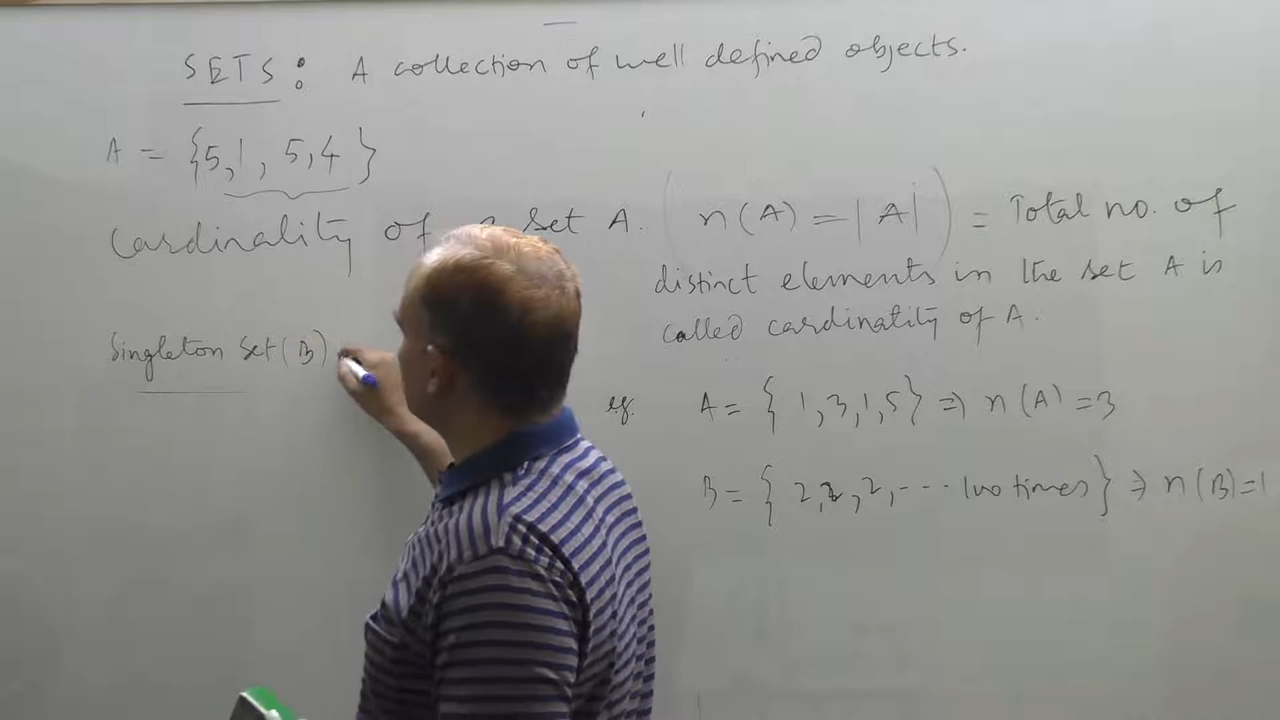 SETS: A collection of well defined objects.
A = {5,1, 5,4 }
Cardinality of set A. ( n(A) = |A| ) = Total no. of
distinct elements in the set A is
called cardinality of A.
Singleton Set(B)
eg. A = { 1,3,1,5} ⇒ n(A) = 3
B = { 2,2,2, --- 100 times} ⇒ n(B)=1